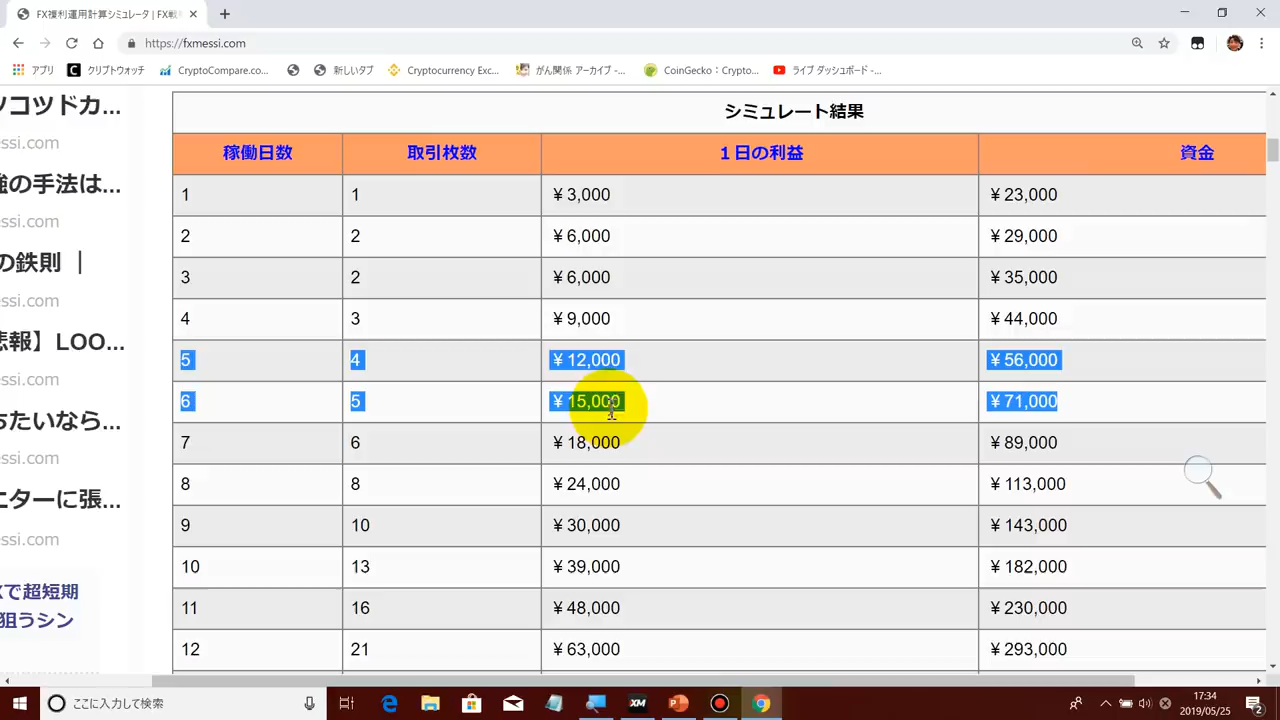 FX複利運用計算シミュレータ | FX戦
https://fxmessi.com
アプリ クリプトウォッチ CryptoCompare.co... 新しいタブ Cryptocurrency Exc... がん関係 アーカイブ -... CoinGecko：Crypto... ライブ ダッシュボード -...
ツコツドカ...
essi.com
強の手法は...
essi.com
の鉄則 ｜
essi.com
悲報】LOO...
essi.com
ちたいなら...
essi.com
ニターに張...
essi.com
Xで超短期
狙うシン
シミュレート結果
稼働日数 取引枚数 １日の利益 資金
1 1 ￥3,000 ￥23,000
2 2 ￥6,000 ￥29,000
3 2 ￥6,000 ￥35,000
4 3 ￥9,000 ￥44,000
5 4 ￥12,000 ￥56,000
6 5 ￥15,000 ￥71,000
7 6 ￥18,000 ￥89,000
8 8 ￥24,000 ￥113,000
9 10 ￥30,000 ￥143,000
10 13 ￥39,000 ￥182,000
11 16 ￥48,000 ￥230,000
12 21 ￥63,000 ￥293,000
ここに入力して検索
XM
17:34
2019/05/25
2